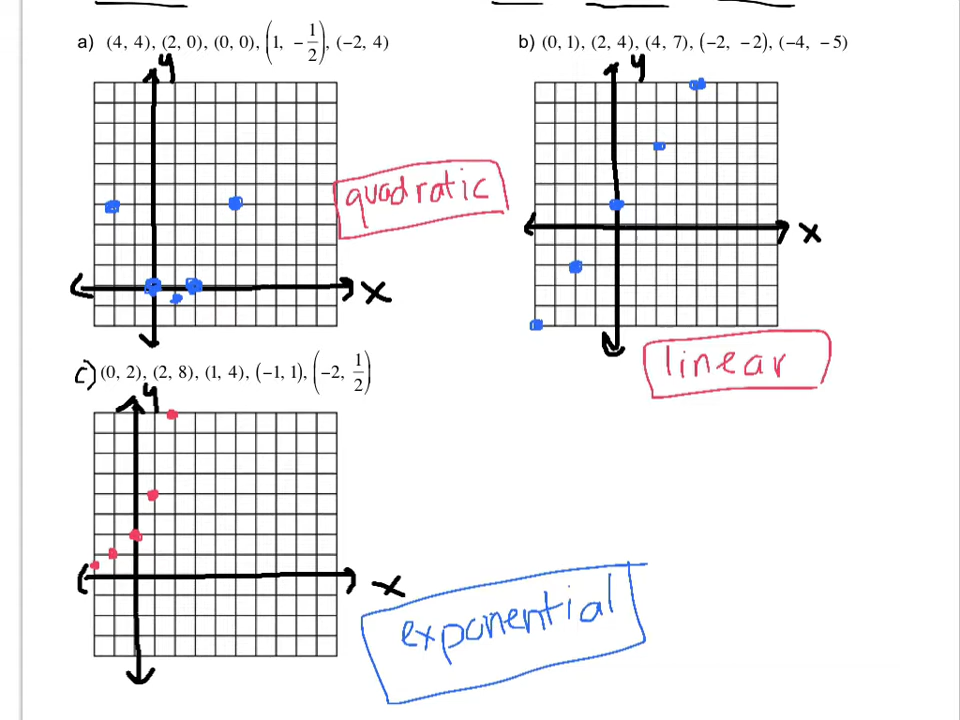 a) (4, 4), (2, 0), (0, 0), (1, −1/2), (−2, 4)
b) (0, 1), (2, 4), (4, 7), (−2, −2), (−4, −5)
y
y
quadratic
x
x
linear
c) (0, 2), (2, 8), (1, 4), (−1, 1), (−2, 1/2)
y
x
exponential